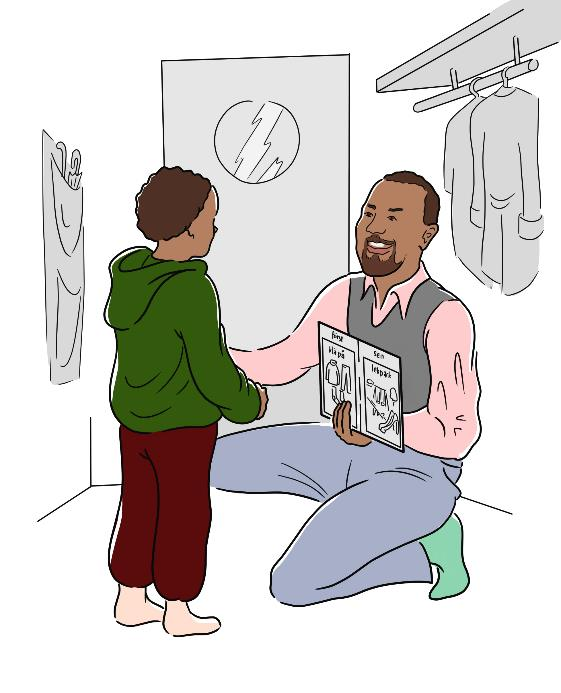 först
klä på
sen
lekpark